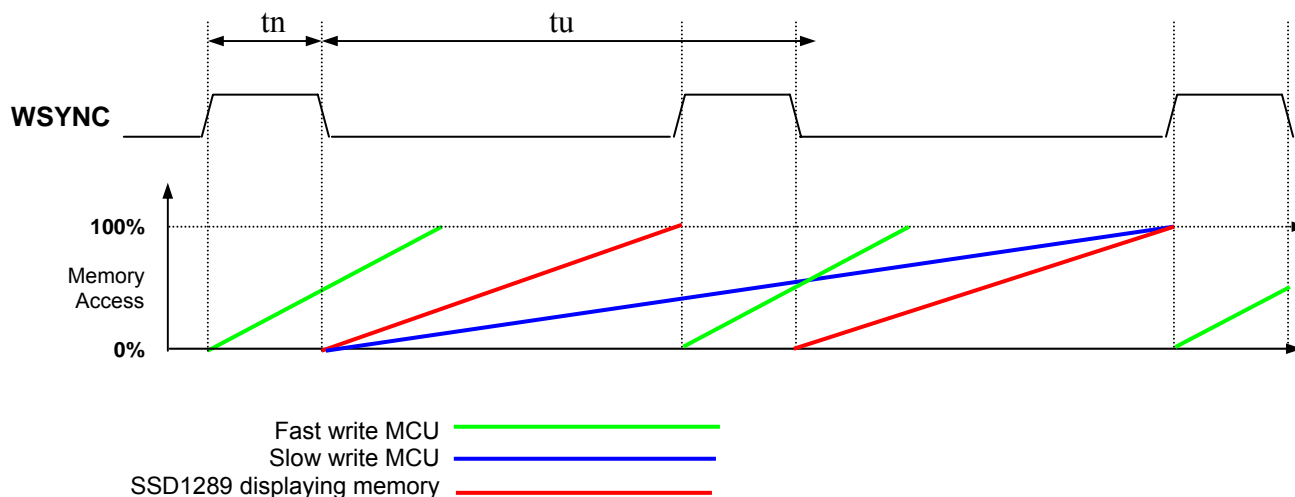 tn tu
WSYNC
100%
Memory
Access
0%
Fast write MCU
Slow write MCU
SSD1289 displaying memory